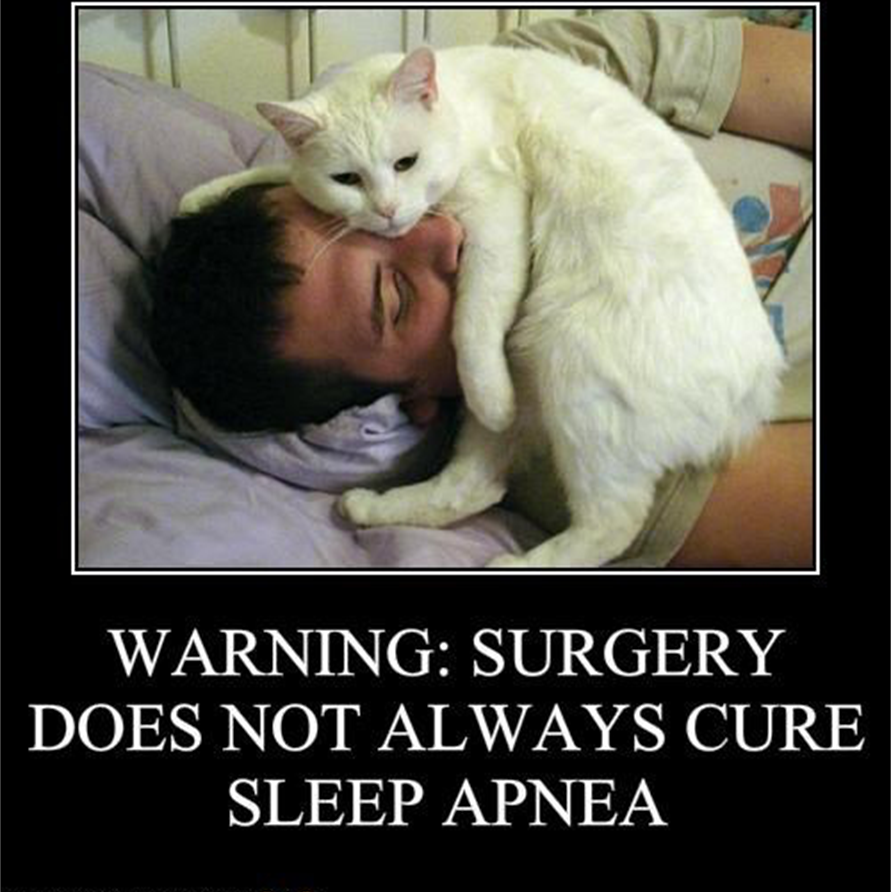 WARNING: SURGERY
DOES NOT ALWAYS CURE
SLEEP APNEA